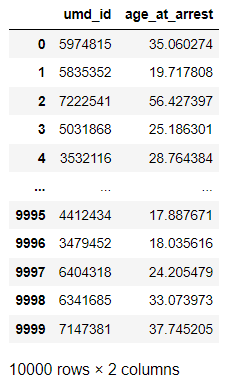 umd_id age_at_arrest
0 5974815 35.060274
1 5835352 19.717808
2 7222541 56.427397
3 5031868 25.186301
4 3532116 28.764384
... ... ...
9995 4412434 17.887671
9996 3479452 18.035616
9997 6404318 24.205479
9998 6341685 33.073973
9999 7147381 37.745205
10000 rows × 2 columns